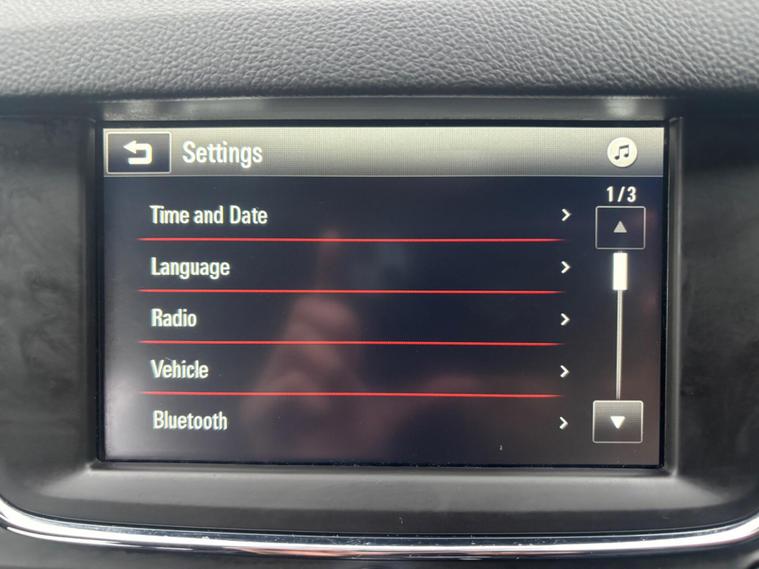 Settings
1/3
Time and Date
Language
Radio
Vehicle
Bluetooth